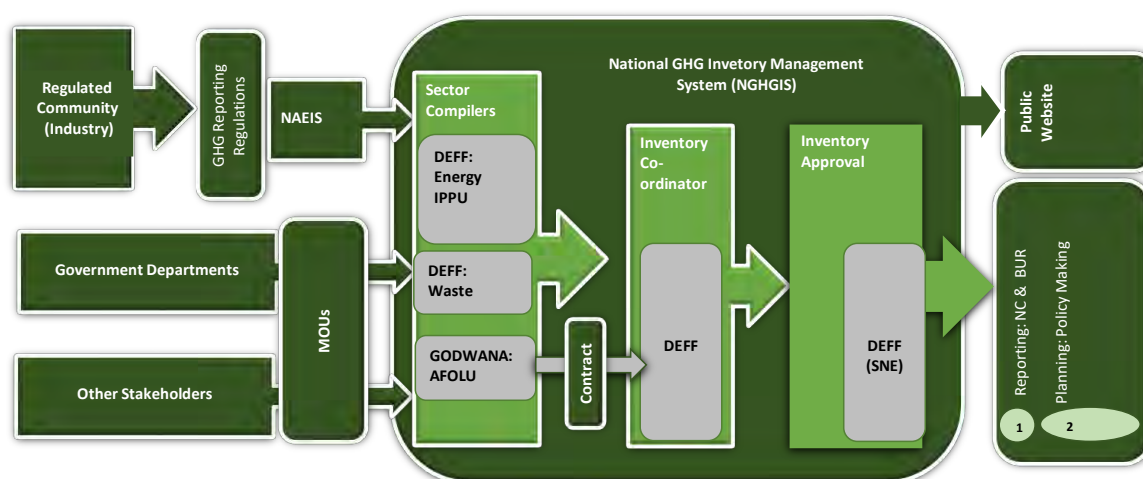 Regulated
Community
(Industry)
GHG Reporting
Regulations
NAEIS
National GHG Invetory Management
System (NGHGIS)
Sector
Compilers
DEFF:
Energy
IPPU
DEFF:
Waste
GODWANA:
AFOLU
Government Departments
Other Stakeholders
MOUs
Contract
Inventory
Co-
ordinator
DEFF
Inventory
Approval
DEFF
(SNE)
Public
Website
Reporting: NC & BUR
Planning: Policy Making
1
2